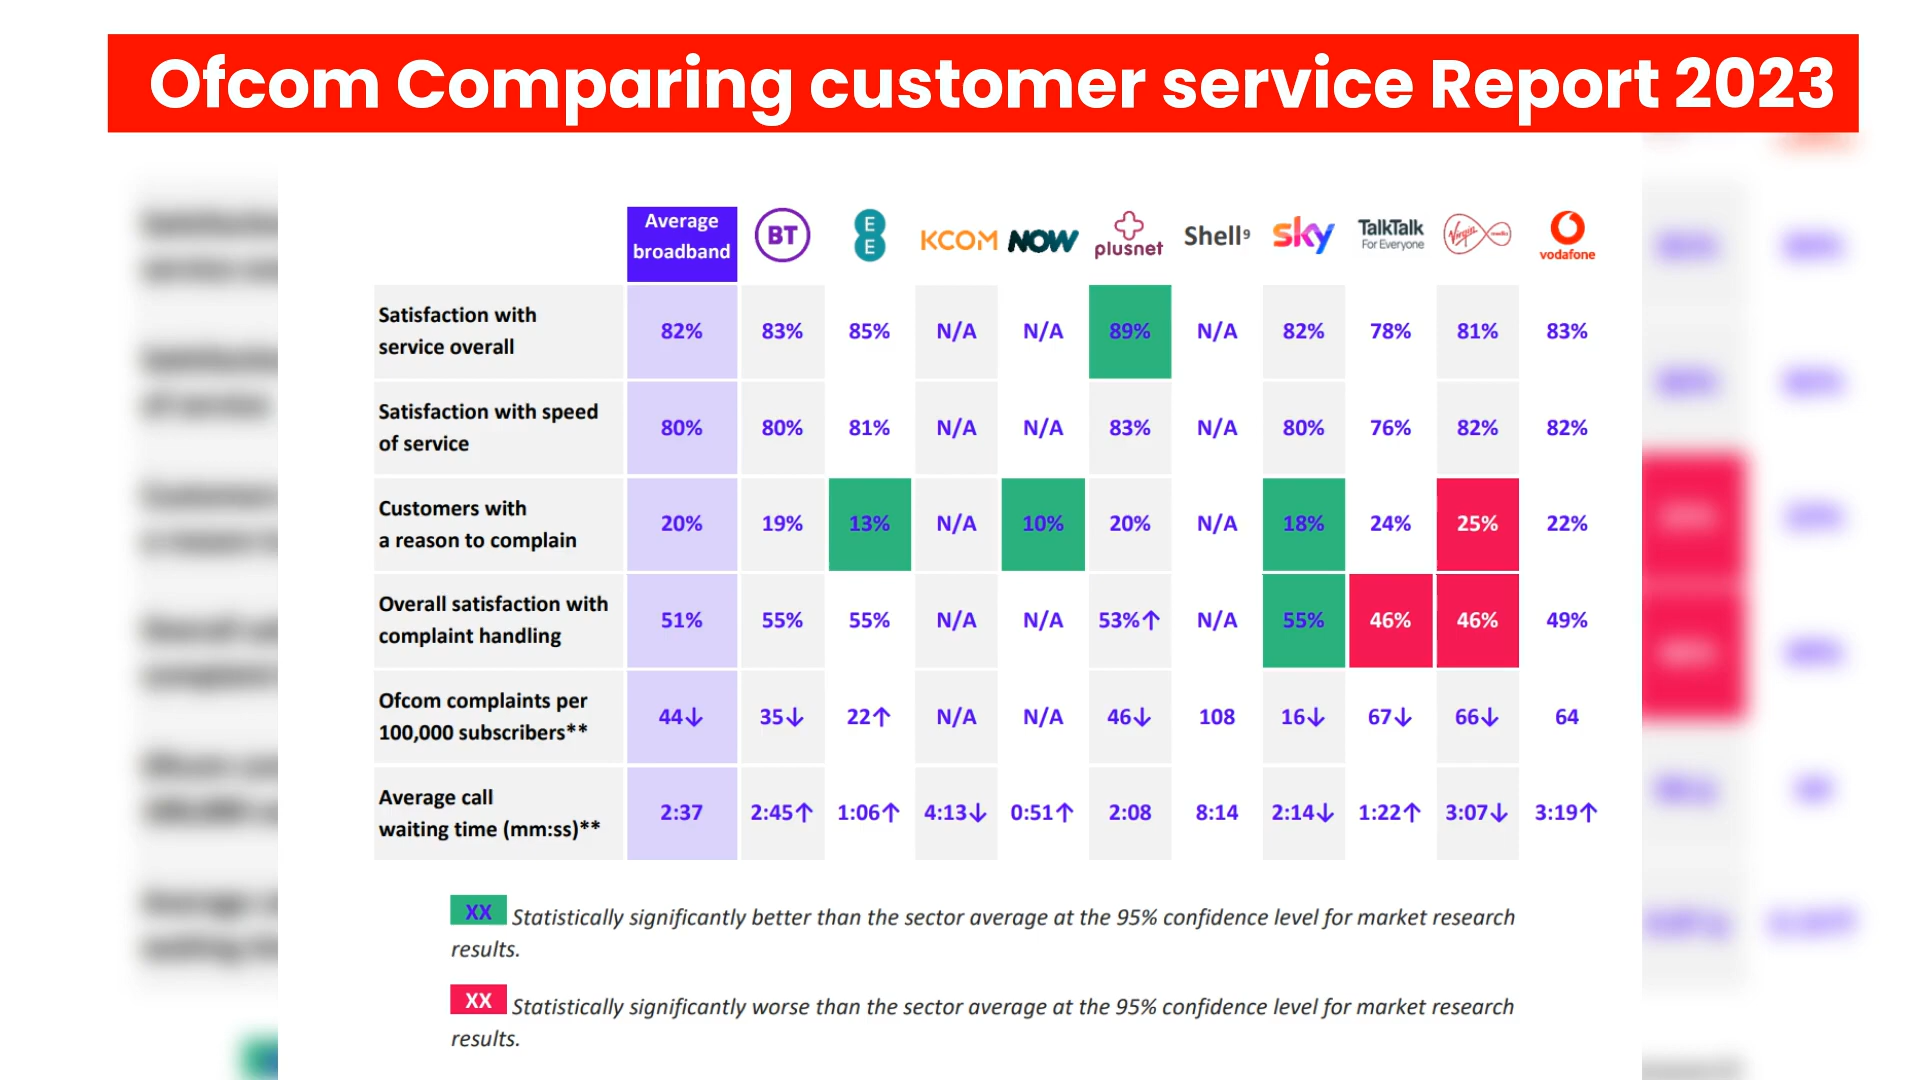 Ofcom Comparing customer service Report 2023
Average
broadband
BT
EE
KCOM
NOW
plusnet
Shell⁹
sky
TalkTalk
For Everyone
Virgin media
vodafone
Satisfaction with
service overall
82% 83% 85% N/A N/A 89% N/A 82% 78% 81% 83%
Satisfaction with speed
of service
80% 80% 81% N/A N/A 83% N/A 80% 76% 82% 82%
Customers with
a reason to complain
20% 19% 13% N/A 10% 20% N/A 18% 24% 25% 22%
Overall satisfaction with
complaint handling
51% 55% 55% N/A N/A 53%↑ N/A 55% 46% 46% 49%
Ofcom complaints per
100,000 subscribers**
44↓ 35↓ 22↑ N/A N/A 46↓ 108 16↓ 67↓ 66↓ 64
Average call
waiting time (mm:ss)**
2:37 2:45↑ 1:06↑ 4:13↓ 0:51↑ 2:08 8:14 2:14↓ 1:22↑ 3:07↓ 3:19↑
XX Statistically significantly better than the sector average at the 95% confidence level for market research
results.
XX Statistically significantly worse than the sector average at the 95% confidence level for market research
results.